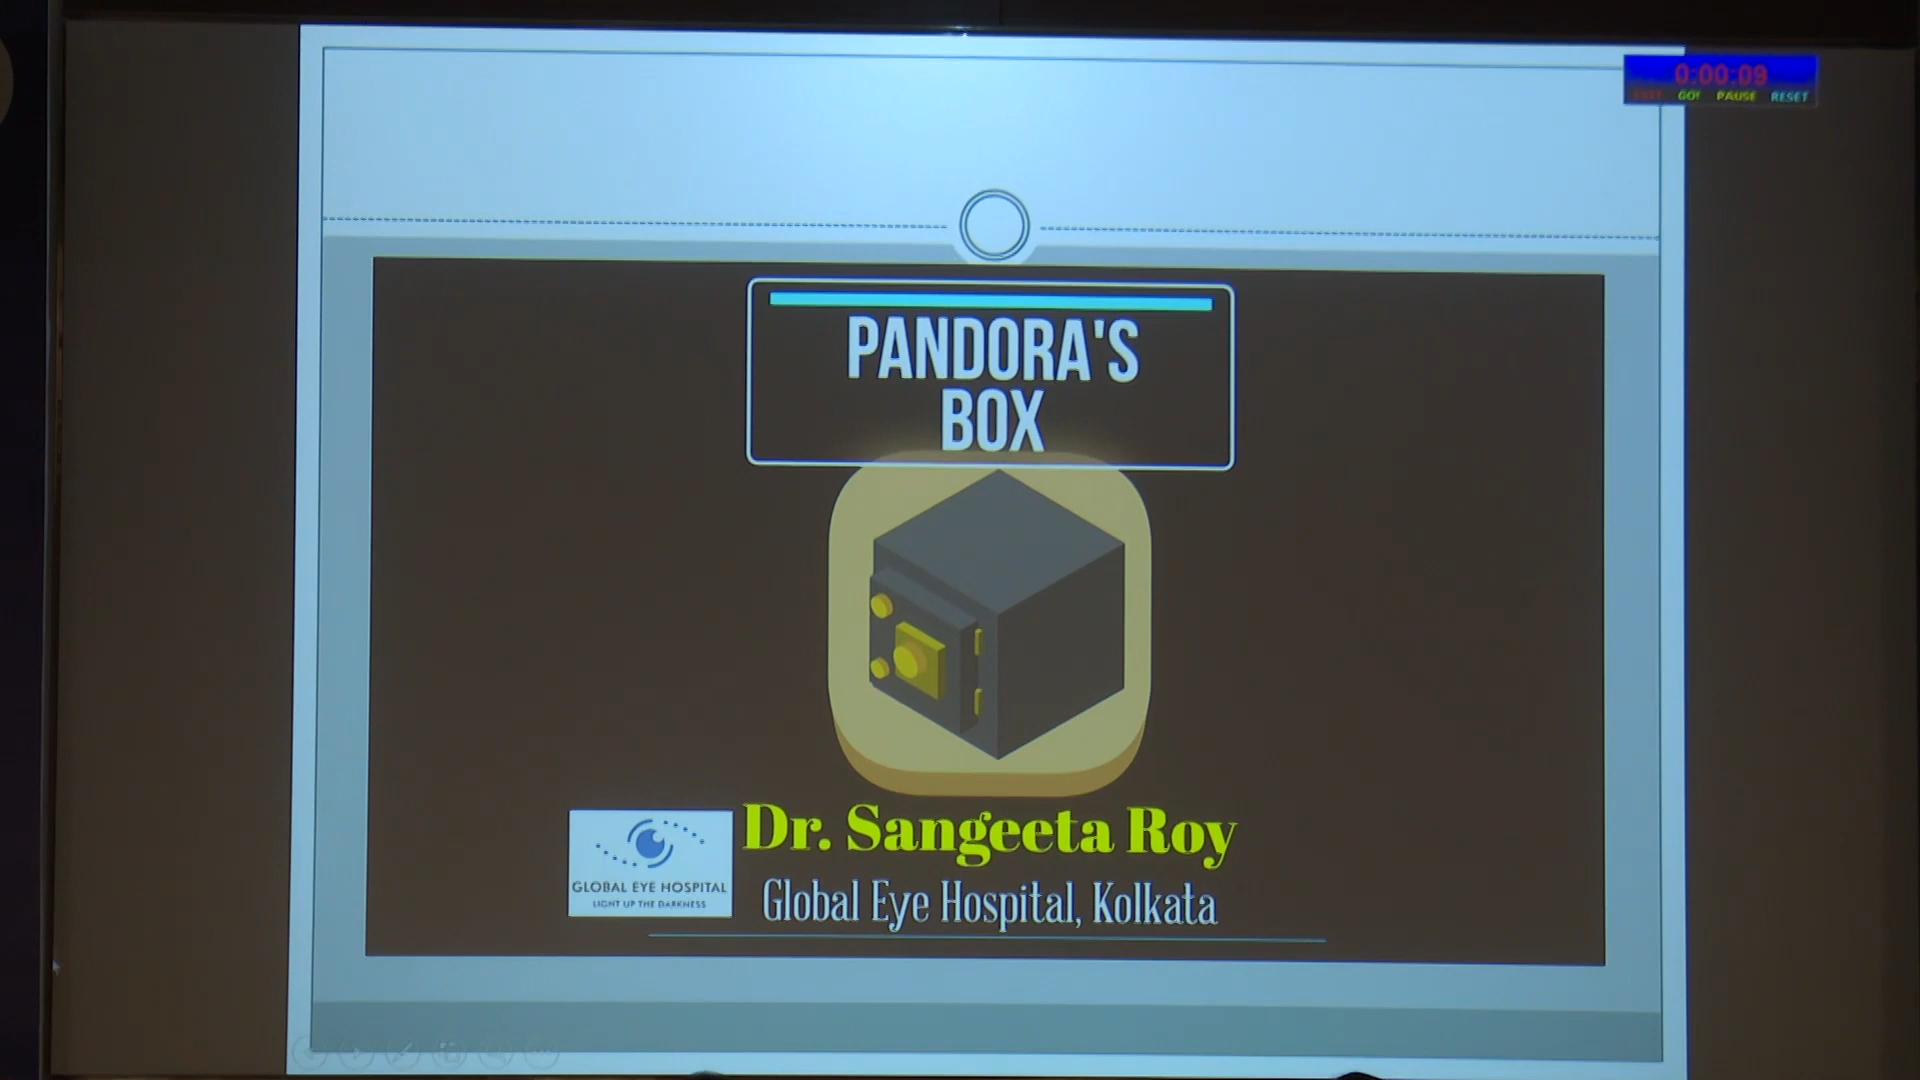 0:00:09
EXIT GO! PAUSE RESET
PANDORA'S
BOX
Dr. Sangeeta Roy
GLOBAL EYE HOSPITAL
LIGHT UP THE DARKNESS
Global Eye Hospital, Kolkata